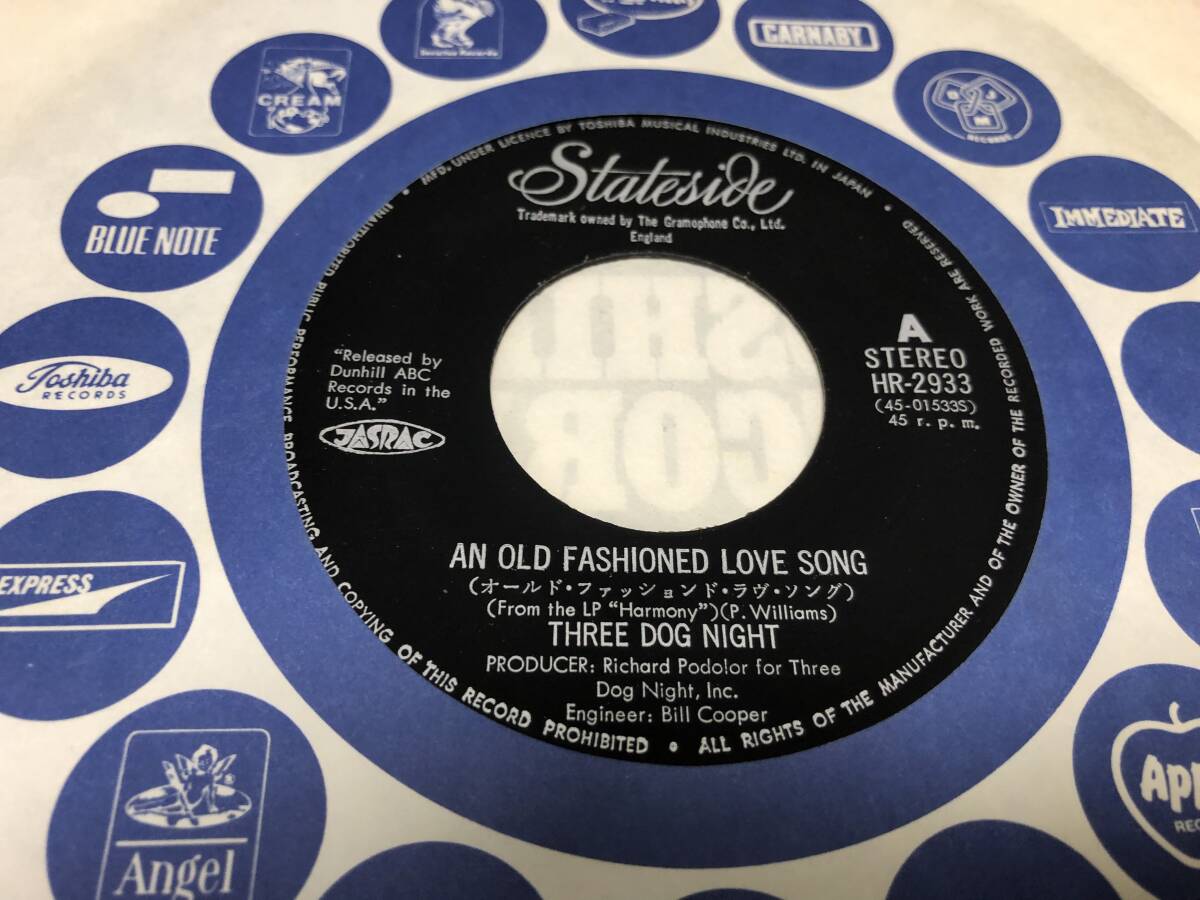 CARNABY
CREAM
B J M
RECORDS
BLUE NOTE
IMMEDIATE
Toshiba
RECORDS
EXPRESS
Angel
MFD. UNDER LICENCE BY TOSHIBA MUSICAL INDUSTRIES LTD. IN JAPAN
Stateside
Trademark owned by The Gramophone Co., Ltd.
England
"Released by
Dunhill ABC
Records in the
U.S.A."
JASRAC
A
STEREO
HR-2933
(45-01533S)
45 r.p.m.
AN OLD FASHIONED LOVE SONG
(オールド・ファッションド・ラヴ・ソング)
(From the LP "Harmony")(P. Williams)
THREE DOG NIGHT
PRODUCER: Richard Podolor for Three
Dog Night, Inc.
Engineer: Bill Cooper
UNAUTHORIZED PUBLIC PERFORMANCE BROADCASTING AND COPYING OF THIS RECORD PROHIBITED • ALL RIGHTS OF THE MANUFACTURER AND OF THE OWNER OF THE RECORDED WORK ARE RESERVED